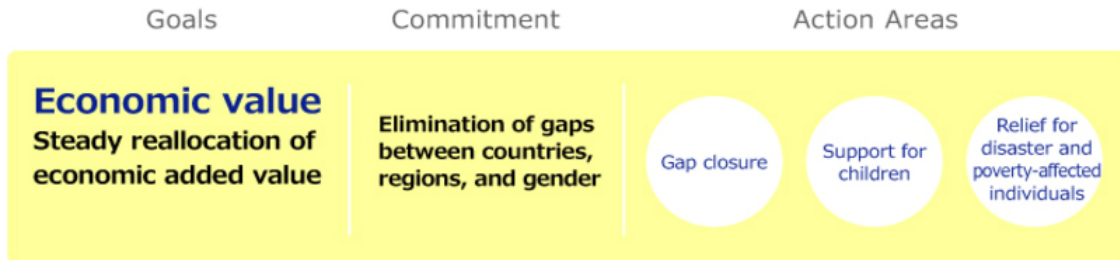 Goals
Commitment
Action Areas
Economic value
Steady reallocation of
economic added value
Elimination of gaps
between countries,
regions, and gender
Gap closure
Support for
children
Relief for
disaster and
poverty-affected
individuals